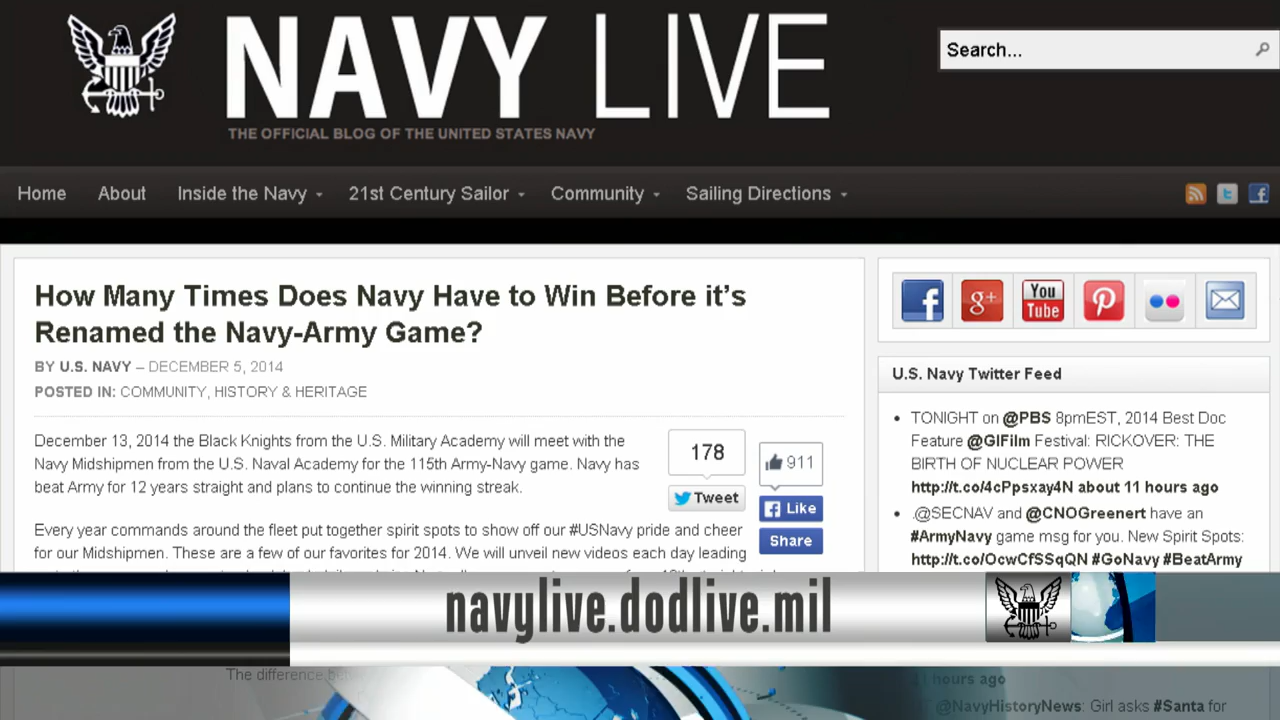 NAVY LIVE
THE OFFICIAL BLOG OF THE UNITED STATES NAVY
Search...
Home About Inside the Navy 21st Century Sailor Community Sailing Directions
How Many Times Does Navy Have to Win Before it's
Renamed the Navy-Army Game?
BY U.S. NAVY – DECEMBER 5, 2014
POSTED IN: COMMUNITY, HISTORY & HERITAGE
December 13, 2014 the Black Knights from the U.S. Military Academy will meet with the
Navy Midshipmen from the U.S. Naval Academy for the 115th Army-Navy game. Navy has
beat Army for 12 years straight and plans to continue the winning streak.
178
Tweet
911
Like
Share
Every year commands around the fleet put together spirit spots to show off our #USNavy pride and cheer
for our Midshipmen. These are a few of our favorites for 2014. We will unveil new videos each day leading
f g+ You Tube
U.S. Navy Twitter Feed
TONIGHT on @PBS 8pmEST, 2014 Best Doc
Feature @GIFilm Festival: RICKOVER: THE
BIRTH OF NUCLEAR POWER
http://t.co/4cPpsxay4N about 11 hours ago
.@SECNAV and @CNOGreenert have an
#ArmyNavy game msg for you. New Spirit Spots:
http://t.co/OcwCfSSqQN #GoNavy #BeatArmy
navylive.dodlive.mil
The difference
hours ago
@NavyHistoryNews: Girl asks #Santa for